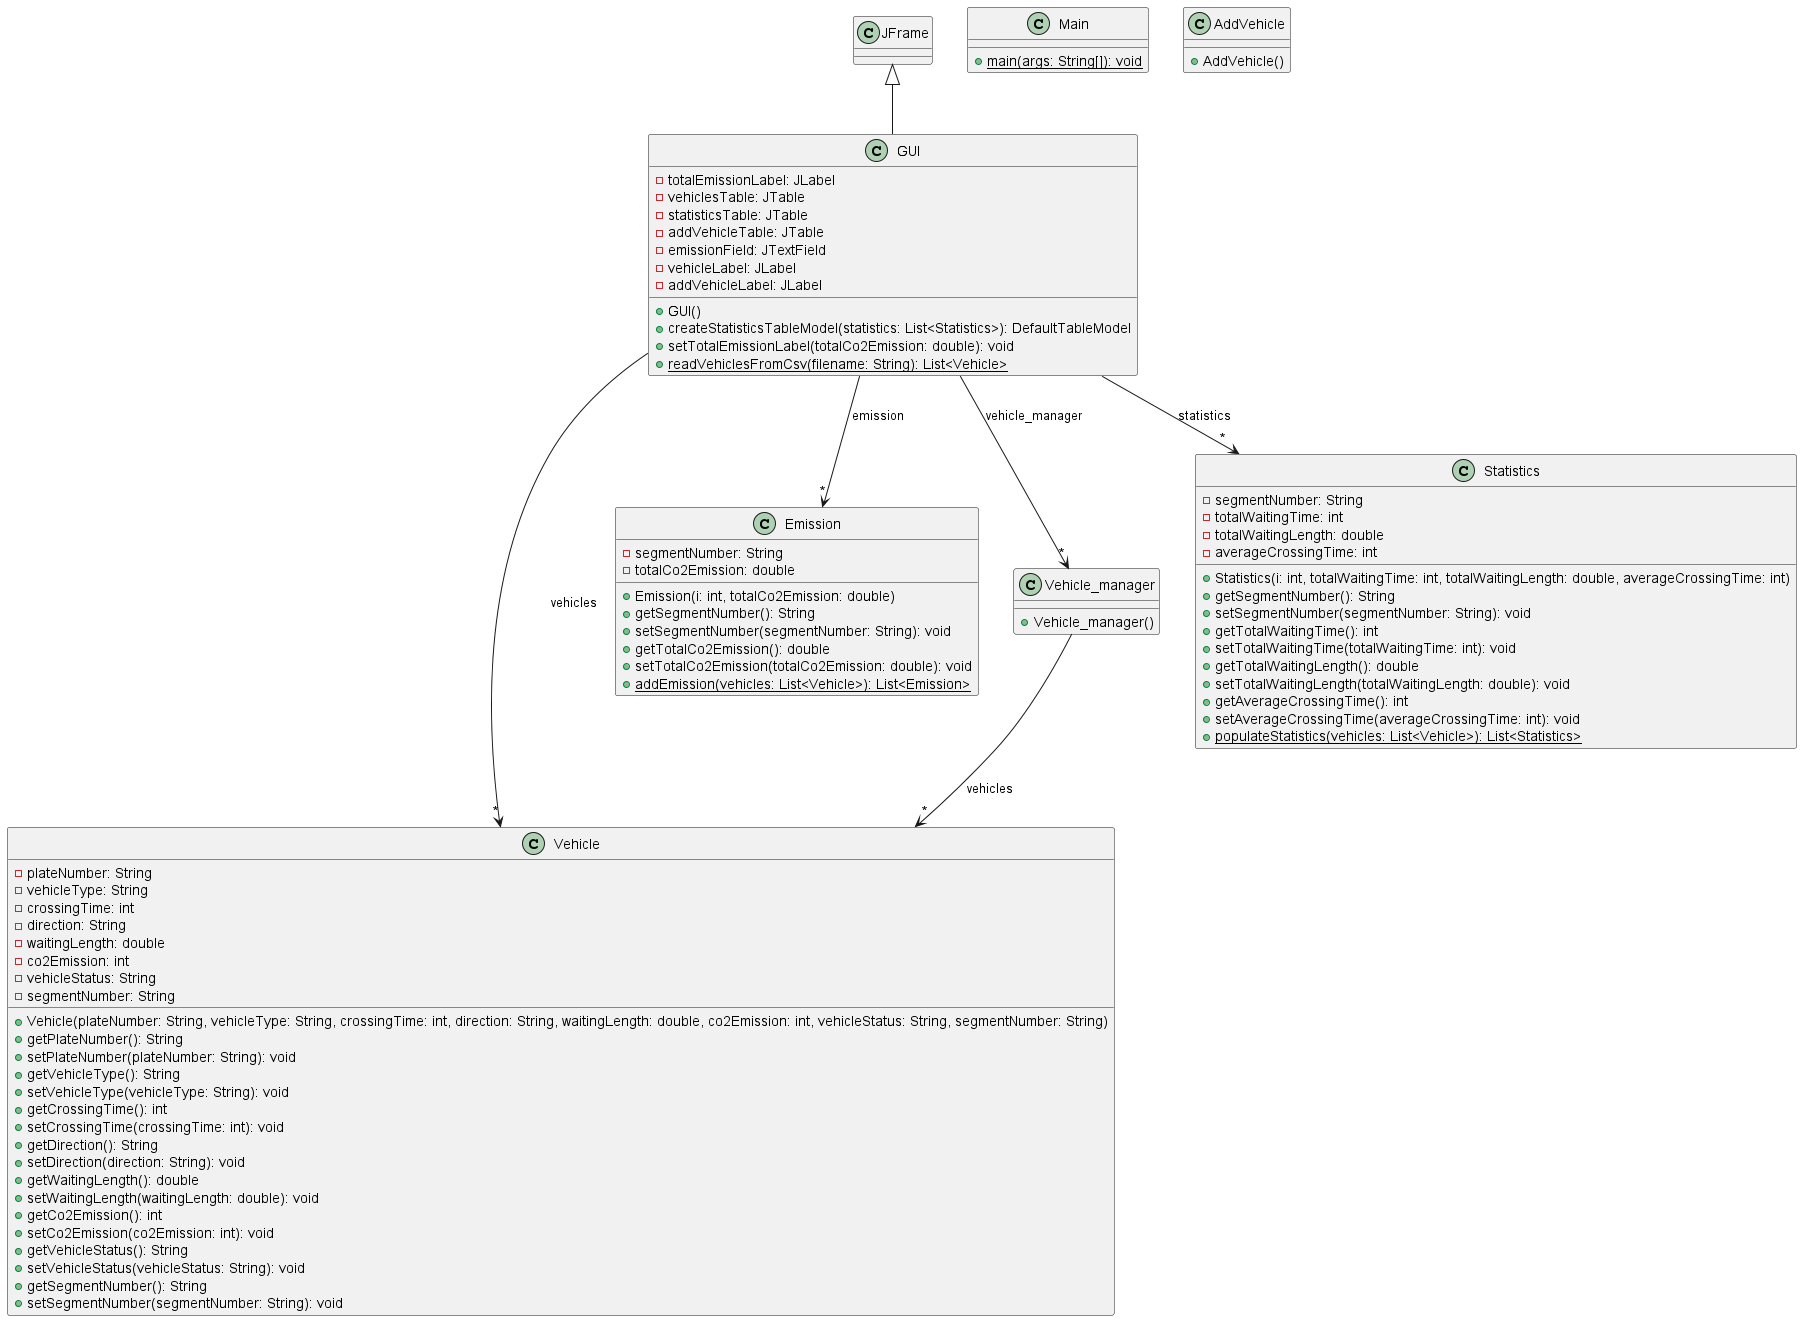 C JFrame
C Main
+ main(args: String[]): void
C AddVehicle
AddVehicle()
C GUI
totalEmissionLabel: JLabel
vehiclesTable: JTable
statisticsTable: JTable
addVehicleTable: JTable
emissionField: JTextField
vehicleLabel: JLabel
addVehicleLabel: JLabel
GUI()
createStatisticsTableModel(statistics: List<Statistics>): DefaultTableModel
setTotalEmissionLabel(totalCo2Emission: double): void
readVehiclesFromCsv(filename: String): List<Vehicle>
emission
vehicle_manager
statistics
*
*
*
C Statistics
segmentNumber: String
totalWaitingTime: int
totalWaitingLength: double
averageCrossingTime: int
Statistics(i: int, totalWaitingTime: int, totalWaitingLength: double, averageCrossingTime: int)
getSegmentNumber(): String
setSegmentNumber(segmentNumber: String): void
getTotalWaitingTime(): int
setTotalWaitingTime(totalWaitingTime: int): void
getTotalWaitingLength(): double
setTotalWaitingLength(totalWaitingLength: double): void
getAverageCrossingTime(): int
setAverageCrossingTime(averageCrossingTime: int): void
populateStatistics(vehicles: List<Vehicle>): List<Statistics>
C Emission
segmentNumber: String
totalCo2Emission: double
Emission(i: int, totalCo2Emission: double)
getSegmentNumber(): String
setSegmentNumber(segmentNumber: String): void
getTotalCo2Emission(): double
setTotalCo2Emission(totalCo2Emission: double): void
addEmission(vehicles: List<Vehicle>): List<Emission>
C Vehicle_manager
Vehicle_manager()
vehicles
vehicles
*
*
C Vehicle
plateNumber: String
vehicleType: String
crossingTime: int
direction: String
waitingLength: double
co2Emission: int
vehicleStatus: String
segmentNumber: String
Vehicle(plateNumber: String, vehicleType: String, crossingTime: int, direction: String, waitingLength: double, co2Emission: int, vehicleStatus: String, segmentNumber: String)
getPlateNumber(): String
setPlateNumber(plateNumber: String): void
getVehicleType(): String
setVehicleType(vehicleType: String): void
getCrossingTime(): int
setCrossingTime(crossingTime: int): void
getDirection(): String
setDirection(direction: String): void
getWaitingLength(): double
setWaitingLength(waitingLength: double): void
getCo2Emission(): int
setCo2Emission(co2Emission: int): void
getVehicleStatus(): String
setVehicleStatus(vehicleStatus: String): void
getSegmentNumber(): String
setSegmentNumber(segmentNumber: String): void